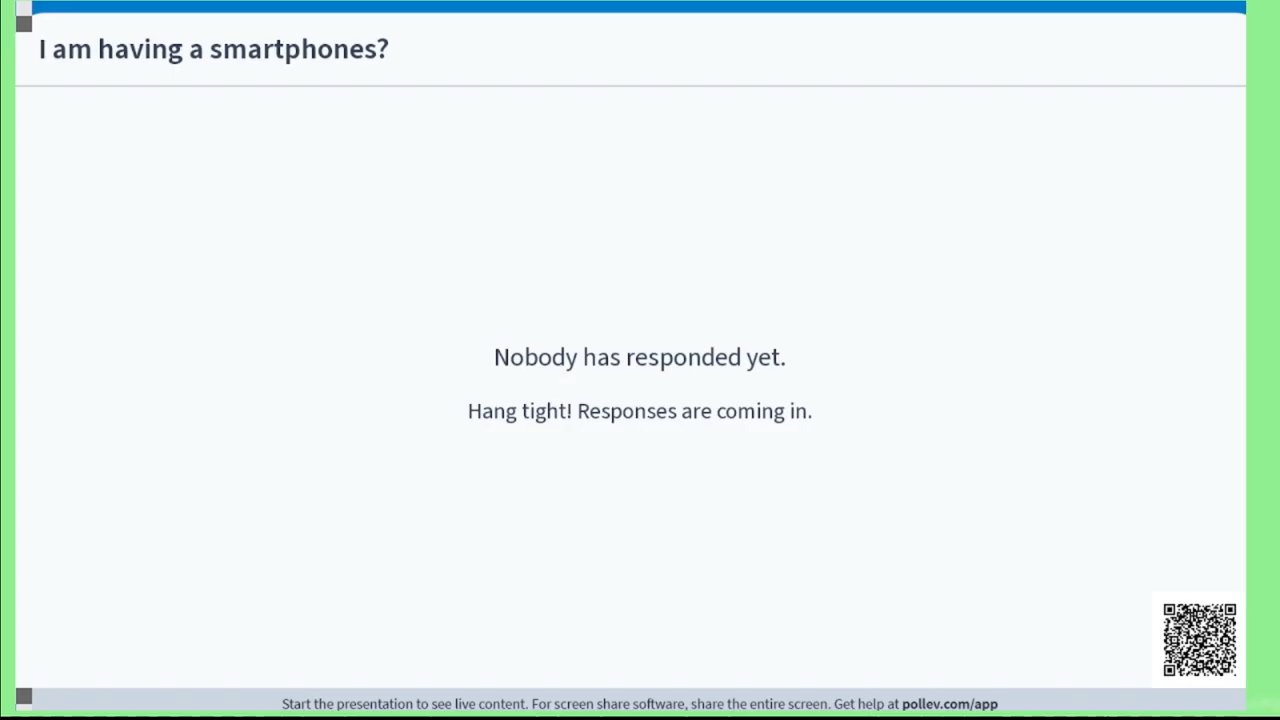 I am having a smartphones?
Nobody has responded yet.
Hang tight! Responses are coming in.
Start the presentation to see live content. For screen share software, share the entire screen. Get help at pollev.com/app